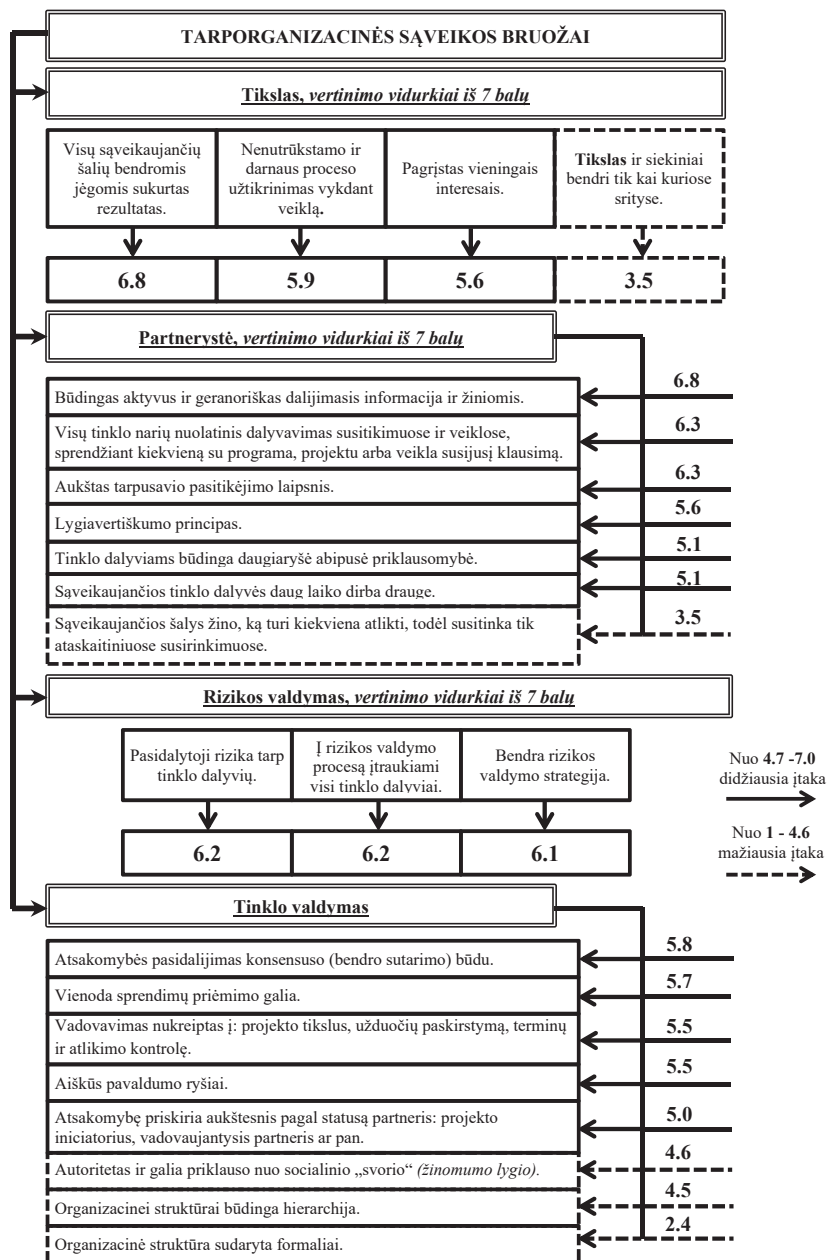 TARPORGANIZACINĖS SĄVEIKOS BRUOŽAI
Tikslas, vertinimo vidurkiai iš 7 balų
Visų sąveikaujančių
šalių bendromis
jėgomis sukurtas
rezultatas.
Nenutrūkstamo ir
darnaus proceso
užtikrinimas vykdant
veiklą.
Pagrįstas vieningais
interesais.
Tikslas ir siekiniai
bendri tik kai kuriose
srityse.
6.8
5.9
5.6
3.5
Partnerystė, vertinimo vidurkiai iš 7 balų
Būdingas aktyvus ir geranoriškas dalijimasis informacija ir žiniomis.
6.8
Visų tinklo narių nuolatinis dalyvavimas susitikimuose ir veiklose,
sprendžiant kiekvieną su programa, projektu arba veikla susijusį klausimą.
6.3
Aukštas tarpusavio pasitikėjimo laipsnis.
6.3
Lygiavertiškumo principas.
5.6
Tinklo dalyviams būdinga daugiaryšė abipusė priklausomybė.
5.1
Sąveikaujančios tinklo dalyvės daug laiko dirba drauge.
5.1
Sąveikaujančios šalys žino, ką turi kiekviena atlikti, todėl susitinka tik
ataskaitiniuose susirinkimuose.
3.5
Rizikos valdymas, vertinimo vidurkiai iš 7 balų
Pasidalytoji rizika tarp
tinklo dalyvių.
Į rizikos valdymo
procesą įtraukiami
visi tinklo dalyviai.
Bendra rizikos
valdymo strategija.
6.2
6.2
6.1
Nuo 4.7 -7.0
didžiausia įtaka
Nuo 1 - 4.6
mažiausia įtaka
Tinklo valdymas
Atsakomybės pasidalijimas konsensuso (bendro sutarimo) būdu.
5.8
Vienoda sprendimų priėmimo galia.
5.7
Vadovavimas nukreiptas į: projekto tikslus, užduočių paskirstymą, terminų
ir atlikimo kontrolę.
5.5
Aiškūs pavaldumo ryšiai.
5.5
Atsakomybę priskiria aukštesnis pagal statusą partneris: projekto
iniciatorius, vadovaujantysis partneris ar pan.
5.0
Autoritetas ir galia priklauso nuo socialinio „svorio“ (žinomumo lygio).
4.6
Organizacinei struktūrai būdinga hierarchija.
4.5
Organizacinė struktūra sudaryta formaliai.
2.4